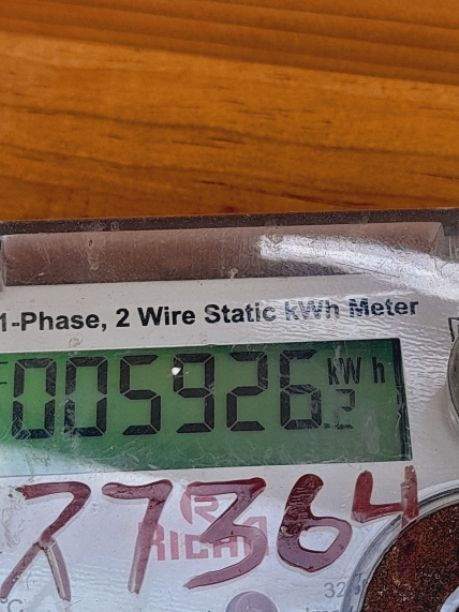 1-Phase, 2 Wire Static kWh Meter
005926.2 kWh
77364